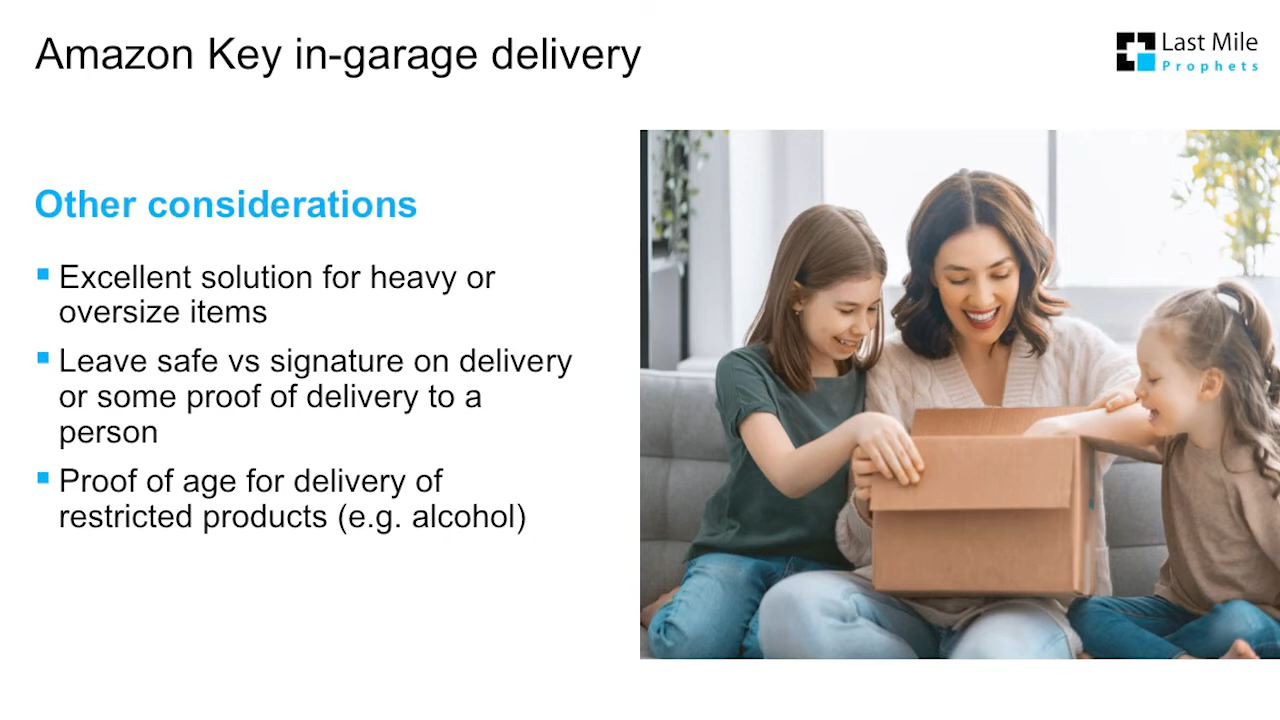 Amazon Key in-garage delivery
Last Mile
Prophets
Other considerations
Excellent solution for heavy or
oversize items
Leave safe vs signature on delivery
or some proof of delivery to a
person
Proof of age for delivery of
restricted products (e.g. alcohol)